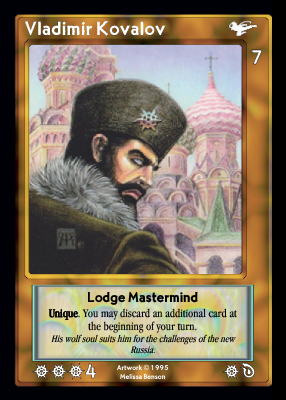 Vladimir Kovalov
7
Lodge Mastermind
Unique. You may discard an additional card at
the beginning of your turn.
His wolf soul suits him for the challenges of the new
Russia.
4
Artwork © 1995
Melissa Benson